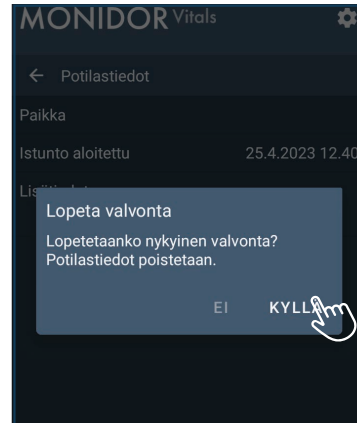 MONIDOR Vitals
← Potilastiedot
Paikka
Istunto aloitettu 25.4.2023 12.40
Lopeta valvonta
Lopetetaanko nykyinen valvonta?
Potilastiedot poistetaan.
EI KYLLÄ